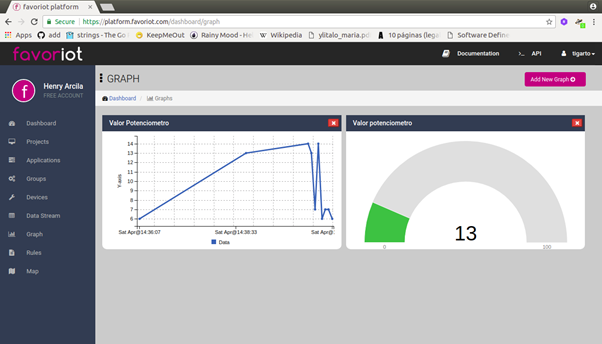 favoriot platform
Secure https://platform.favoriot.com/dashboard/graph
Apps add strings - The Go KeepMeOut Rainy Mood - He Wikipedia ylitalo_maria.pd 10 páginas (legal Software Define
favoriot Documentation >_ API tigarto
Henry Arcila
FREE ACCOUNT
Dashboard
Projects
Applications
Groups
Devices
Data Stream
Graph
Rules
Map
GRAPH Add New Graph
Dashboard / Graphs
Valor Potenciometro
Y-axis
14
13
12
11
10
9
8
7
6
Sat Apr@14:36:07 Sat Apr@14:38:33 Sat Apr@:
Data
Valor potenciometro
13
0 100